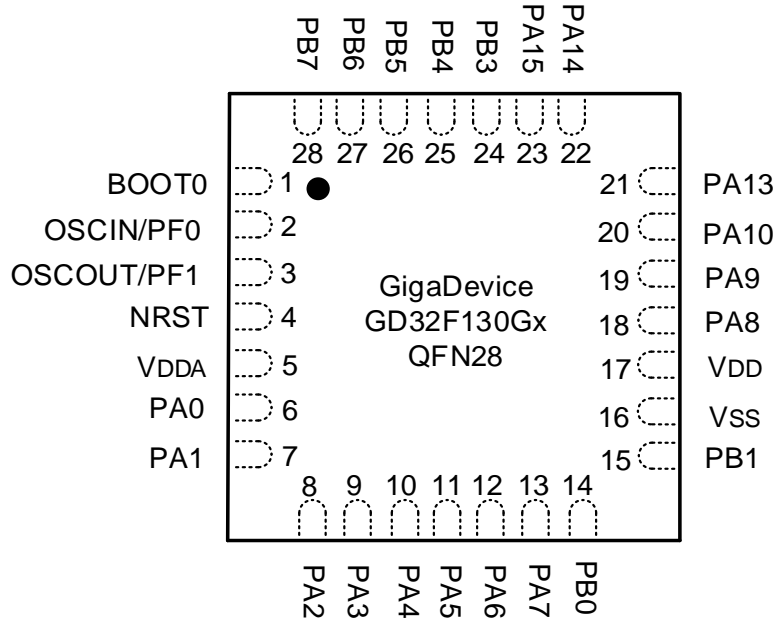 PB7 PB6 PB5 PB4 PB3 PA15 PA14
28 27 26 25 24 23 22
BOOT0 1 21 PA13
OSCIN/PF0 2 20 PA10
OSCOUT/PF1 3 19 PA9
GigaDevice
NRST 4 GD32F130Gx 18 PA8
QFN28
VDDA 5 17 VDD
PA0 6 16 VSS
PA1 7 15 PB1
8 9 10 11 12 13 14
PA2 PA3 PA4 PA5 PA6 PA7 PB0